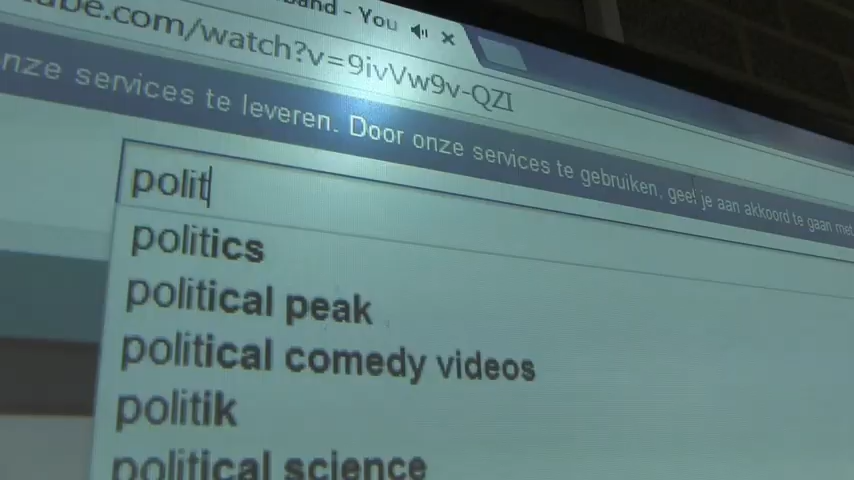 and - You
tube.com/watch?v=9ivVw9v-QZI
nze services te leveren. Door onze services te gebruiken, geef je aan akkoord te gaan met
polit
politics
political peak
political comedy videos
politik
political science